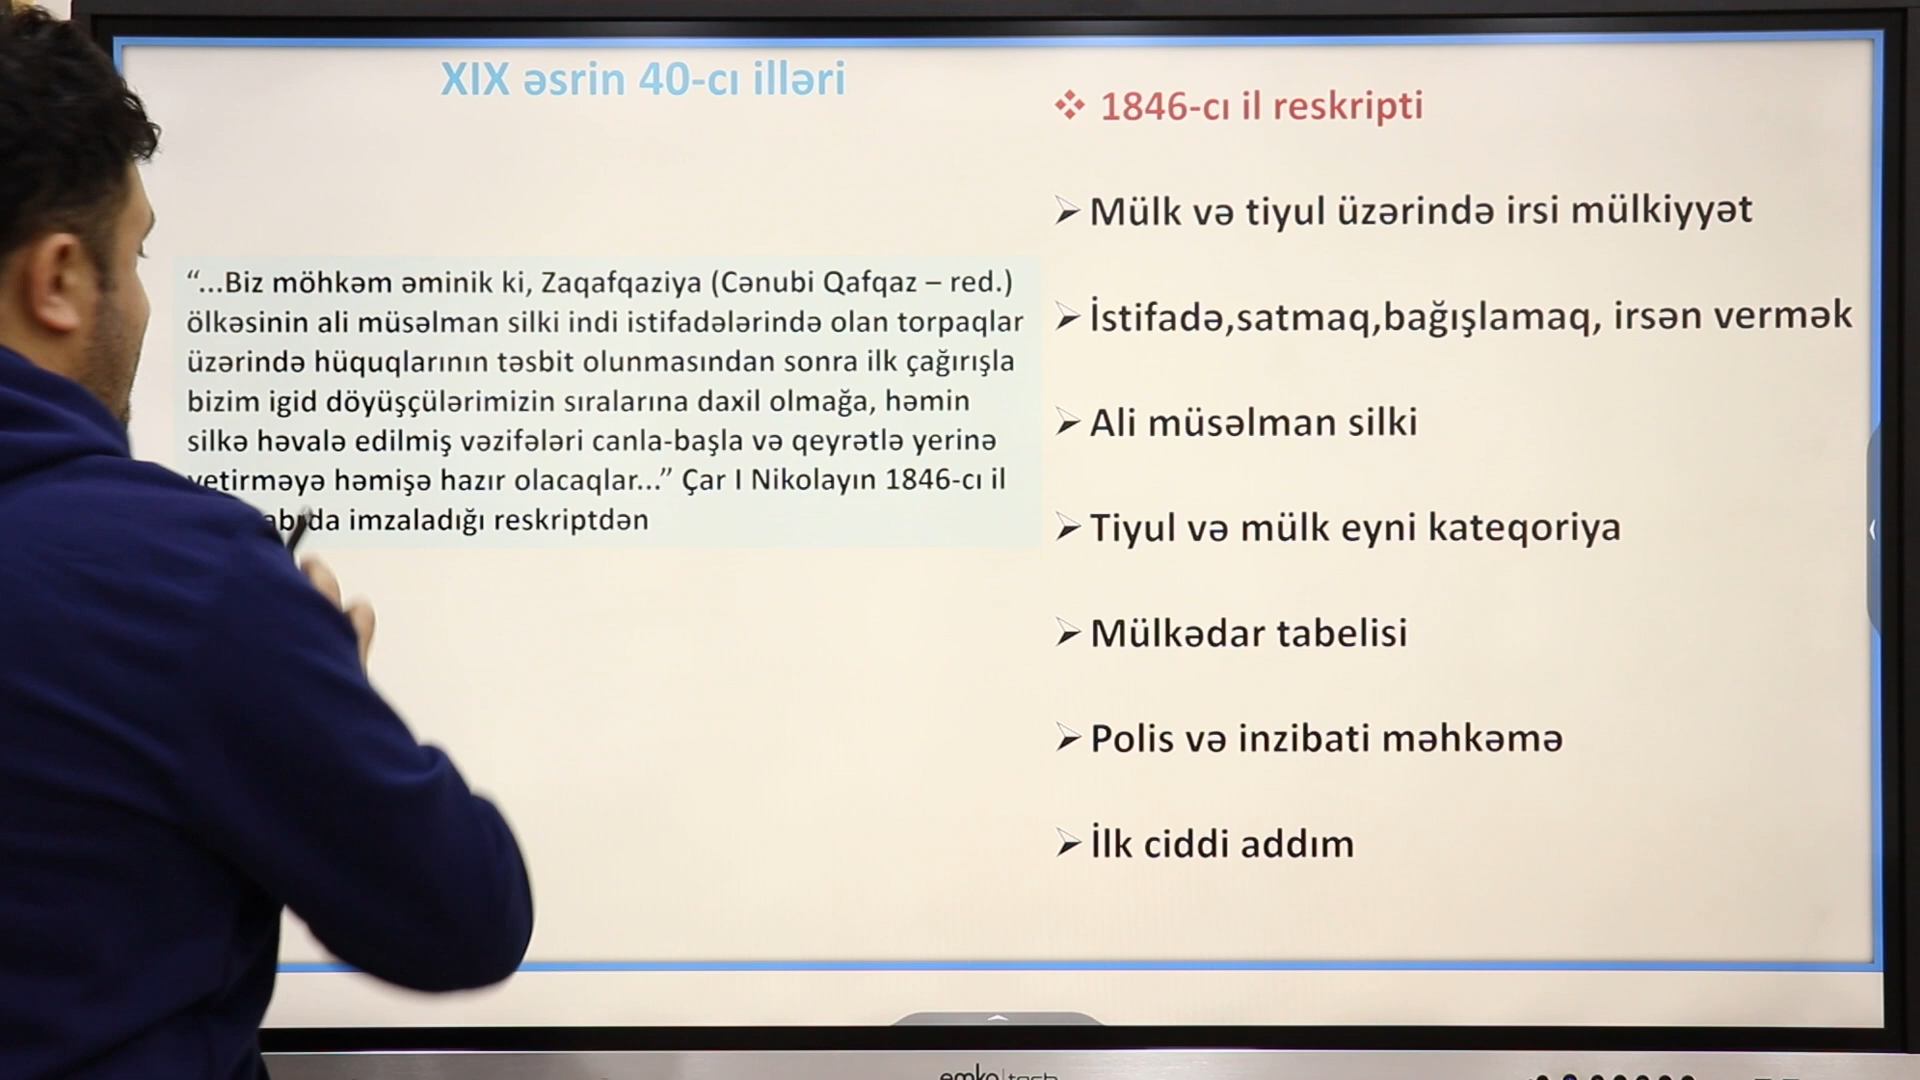 XIX əsrin 40-cı illəri
“...Biz möhkəm əminik ki, Zaqafqaziya (Cənubi Qafqaz – red.)
ölkəsinin ali müsəlman silki indi istifadələrində olan torpaqlar
üzərində hüquqlarının təsbit olunmasından sonra ilk çağırışla
bizim igid döyüşçülərimizin sıralarına daxil olmağa, həmin
silkə həvalə edilmiş vəzifələri canla-başla və qeyrətlə yerinə
yetirməyə həmişə hazır olacaqlar...” Çar I Nikolayın 1846-cı il
imzaladığı reskriptdən
❖ 1846-cı il reskripti
➢ Mülk və tiyul üzərində irsi mülkiyyət
➢ İstifadə,satmaq,bağışlamaq, irsən vermək
➢ Ali müsəlman silki
➢ Tiyul və mülk eyni kateqoriya
➢ Mülkədar tabelisi
➢ Polis və inzibati məhkəmə
➢ İlk ciddi addım